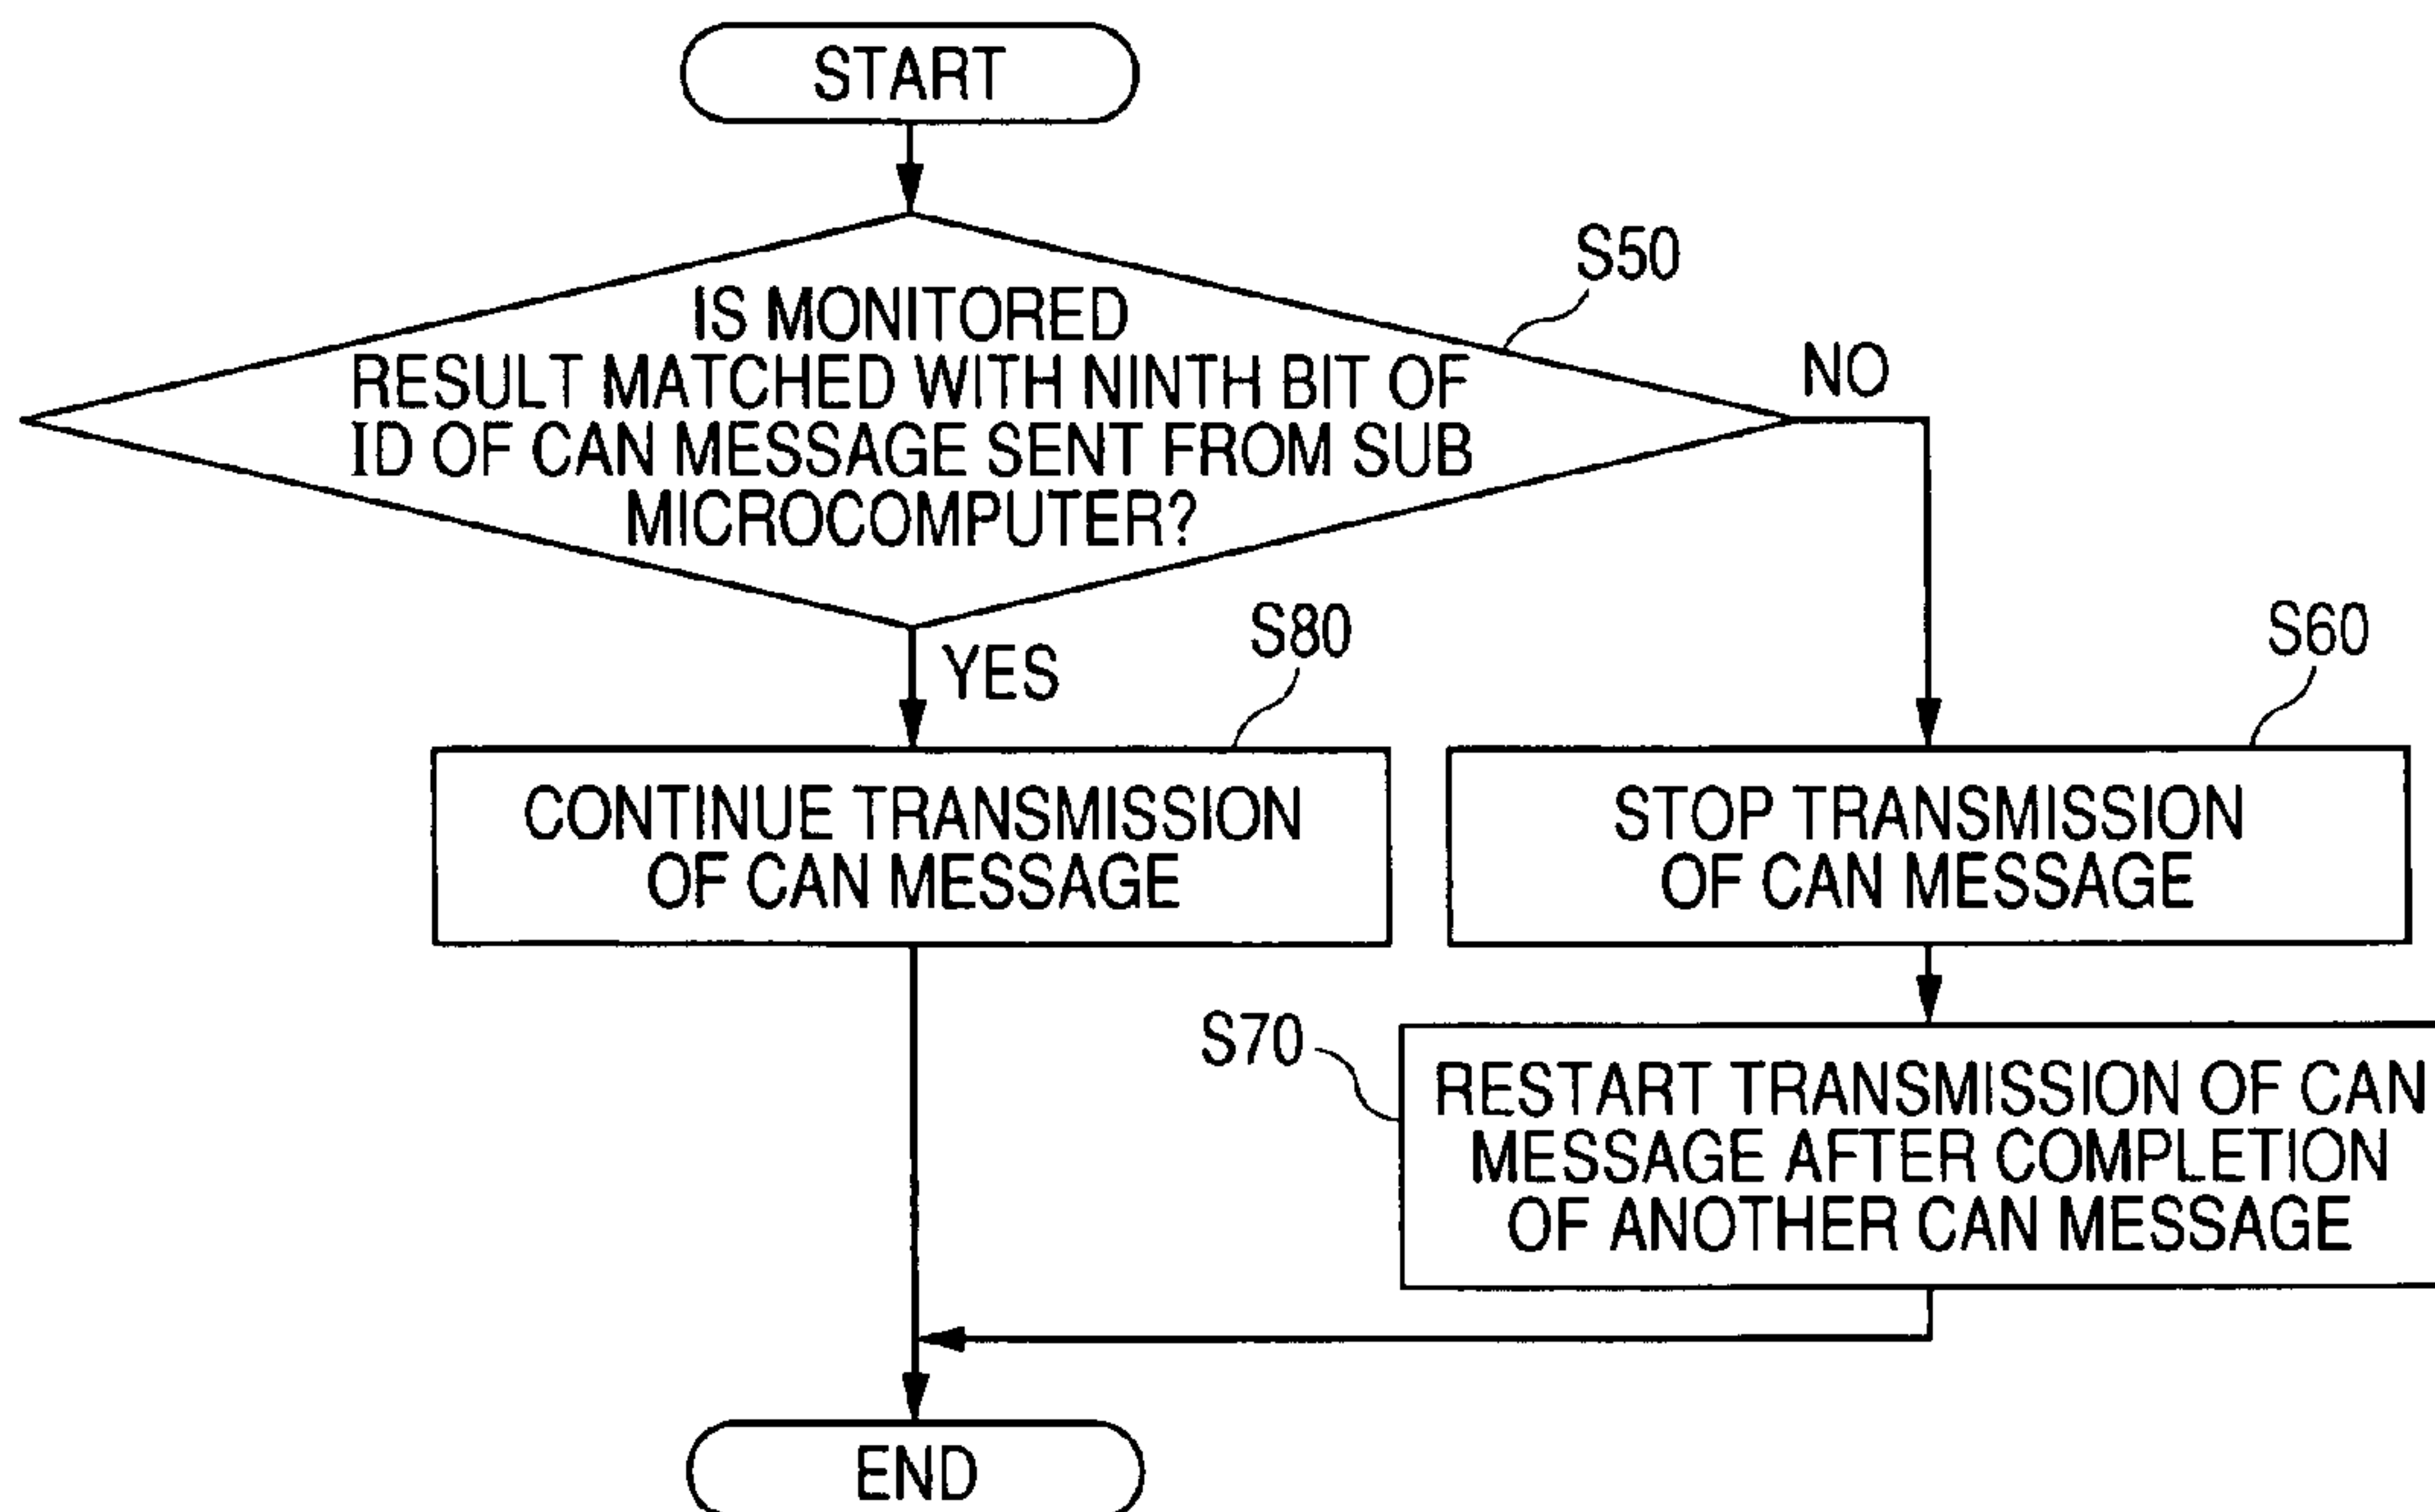 START
S50
IS MONITORED
RESULT MATCHED WITH NINTH BIT OF
ID OF CAN MESSAGE SENT FROM SUB
MICROCOMPUTER?
NO
YES
S80
S60
CONTINUE TRANSMISSION
OF CAN MESSAGE
STOP TRANSMISSION
OF CAN MESSAGE
S70
RESTART TRANSMISSION OF CAN
MESSAGE AFTER COMPLETION
OF ANOTHER CAN MESSAGE
END